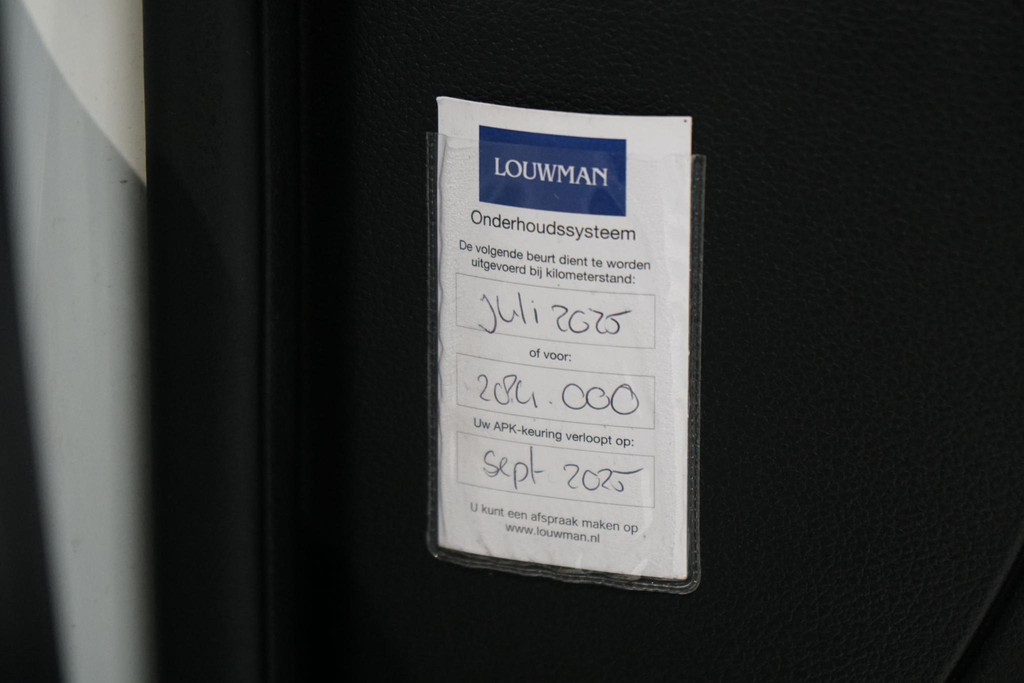 LOUWMAN
Onderhoudssysteem
De volgende beurt dient te worden
uitgevoerd bij kilometerstand:
juli 2025
of voor:
284.000
Uw APK-keuring verloopt op:
sept 2025
U kunt een afspraak maken op
www.louwman.nl